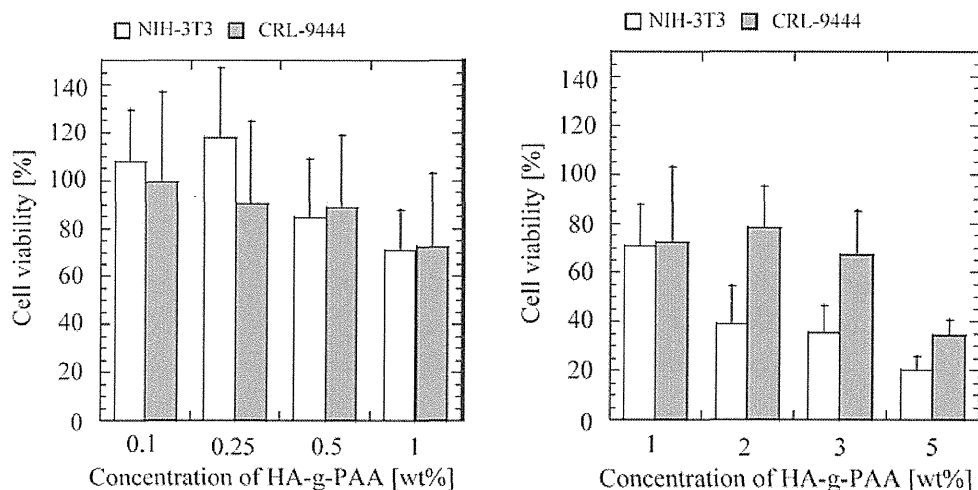 NIH-3T3 CRL-9444
140
120
100
80
60
40
20
0
Cell viability [%]
0.1 0.25 0.5 1
Concentration of HA-g-PAA [wt%]
NIH-3T3 CRL-9444
140
120
100
80
60
40
20
0
Cell viability [%]
1 2 3 5
Concentration of HA-g-PAA [wt%]